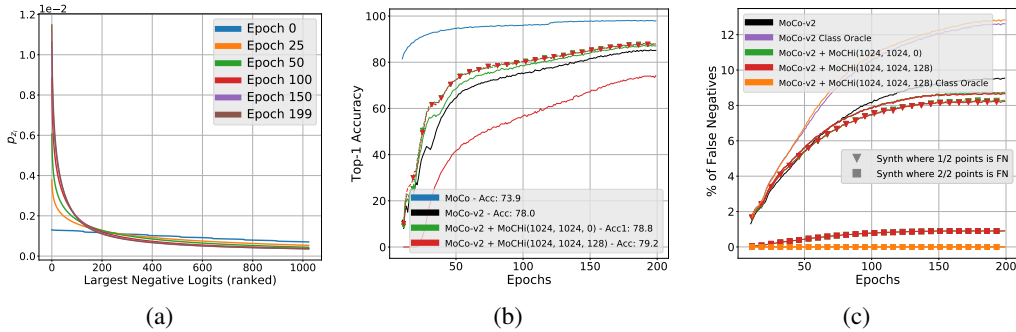 1e−2
1.2
1.0
0.8
0.6
0.4
0.2
0.0
0 200 400 600 800 1000
Largest Negative Logits (ranked)
Epoch 0
Epoch 25
Epoch 50
Epoch 100
Epoch 150
Epoch 199
(a)
Top-1 Accuracy
100
80
60
40
20
0
50 100 150 200
Epochs
MoCo - Acc: 73.9
MoCo-v2 - Acc: 78.0
MoCo-v2 + MOCHi(1024, 1024, 0) - Acc1: 78.8
MoCo-v2 + MoCHi(1024, 1024, 128) - Acc: 79.2
(b)
% of False Negatives
12
10
8
6
4
2
0
50 100 150 200
Epochs
MoCo-v2
MoCo-v2 Class Oracle
MoCo-v2 + MoCHi(1024, 1024, 0)
MoCo-v2 + MoCHi(1024, 1024, 128)
MoCo-v2 + MoCHi(1024, 1024, 128) Class Oracle
Synth where 1/2 points is FN
Synth where 2/2 points is FN
(c)